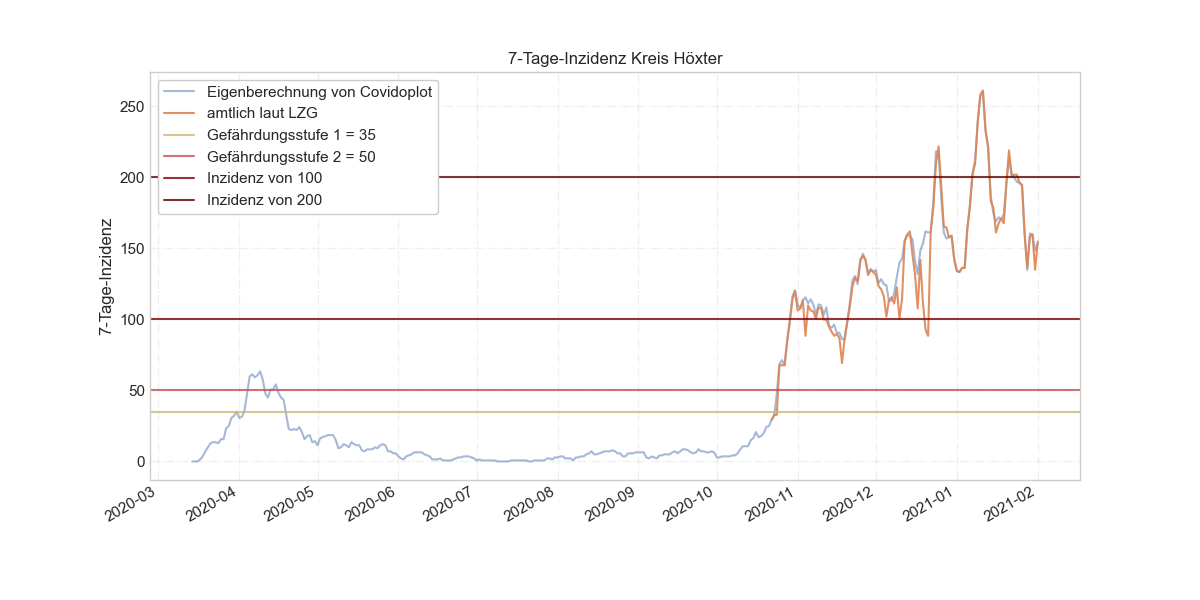 7-Tage-Inzidenz Kreis Höxter
Eigenberechnung von Covidoplot
amtlich laut LZG
Gefährdungsstufe 1 = 35
Gefährdungsstufe 2 = 50
Inzidenz von 100
Inzidenz von 200
7-Tage-Inzidenz
250
200
150
100
50
0
2020-03
2020-04
2020-05
2020-06
2020-07
2020-08
2020-09
2020-10
2020-11
2020-12
2021-01
2021-02